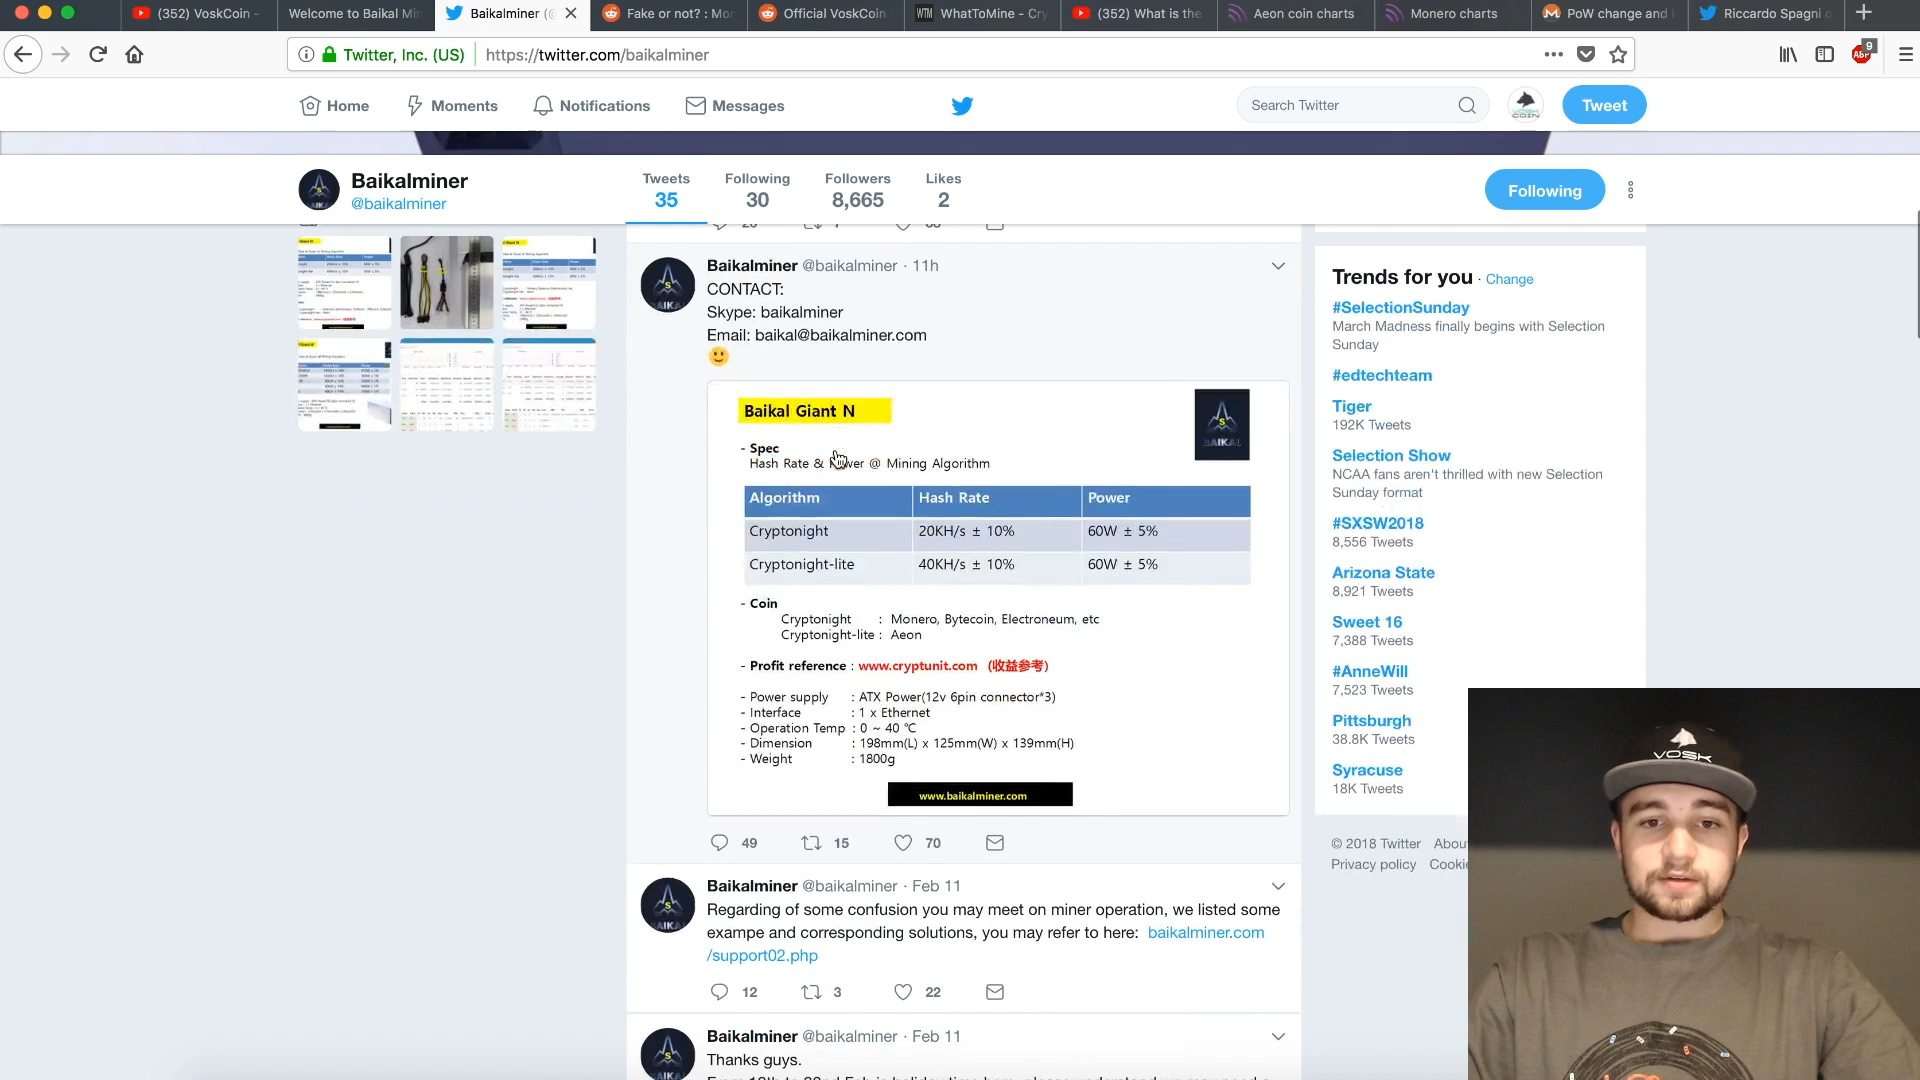 (352) VoskCoin -
Welcome to Baikal Min
Baikalminer (@
Fake or not? : Mon
Official VoskCoin
WTM WhatToMine - Cry
(352) What is the
Aeon coin charts
Monero charts
PoW change and k
Riccardo Spagni o
Twitter, Inc. (US)
https://twitter.com/baikalminer
ABP
9
Home
Moments
Notifications
Messages
Search Twitter
VOSK
COIN
Tweet
Baikalminer
@baikalminer
Tweets
35
Following
30
Followers
8,665
Likes
2
Following
Baikalminer @baikalminer · 11h
CONTACT:
Skype: baikalminer
Email: baikal@baikalminer.com
Baikal Giant N
BAIKAL
- Spec
Hash Rate & Power @ Mining Algorithm
Algorithm Hash Rate Power
Cryptonight 20KH/s ± 10% 60W ± 5%
Cryptonight-lite 40KH/s ± 10% 60W ± 5%
- Coin
Cryptonight : Monero, Bytecoin, Electroneum, etc
Cryptonight-lite : Aeon
- Profit reference : www.cryptunit.com (收益参考)
- Power supply : ATX Power(12v 6pin connector*3)
- Interface : 1 x Ethernet
- Operation Temp : 0 ~ 40 ℃
- Dimension : 198mm(L) x 125mm(W) x 139mm(H)
- Weight : 1800g
www.baikalminer.com
49 15 70
Baikalminer @baikalminer · Feb 11
Regarding of some confusion you may meet on miner operation, we listed some
exampe and corresponding solutions, you may refer to here: baikalminer.com
/support02.php
12 3 22
Baikalminer @baikalminer · Feb 11
Thanks guys.
Trends for you · Change
#SelectionSunday
March Madness finally begins with Selection
Sunday
#edtechteam
Tiger
192K Tweets
Selection Show
NCAA fans aren't thrilled with new Selection
Sunday format
#SXSW2018
8,556 Tweets
Arizona State
8,921 Tweets
Sweet 16
7,388 Tweets
#AnneWill
7,523 Tweets
Pittsburgh
38.8K Tweets
Syracuse
18K Tweets
© 2018 Twitter Abou
Privacy policy Cookie
VOSK